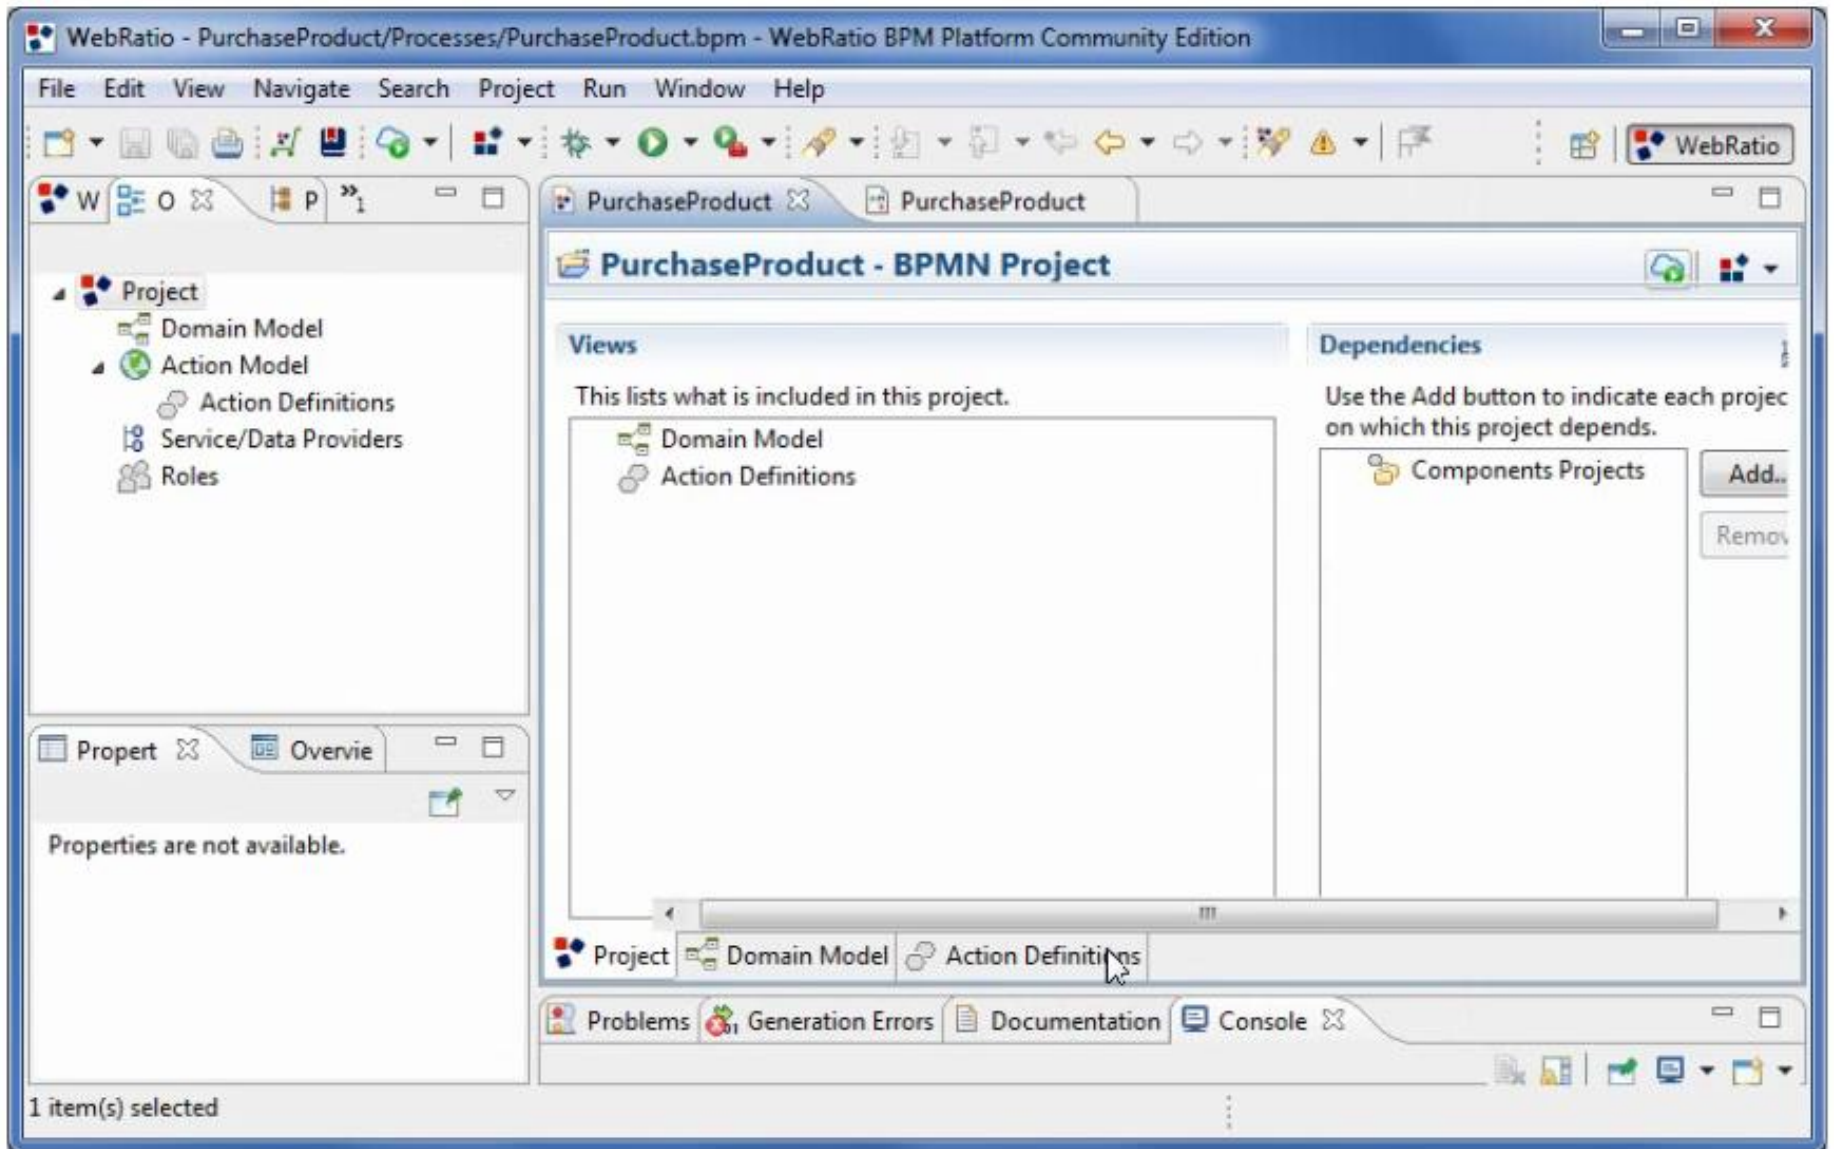 WebRatio - PurchaseProduct/Processes/PurchaseProduct.bpm - WebRatio BPM Platform Community Edition
File Edit View Navigate Search Project Run Window Help
WebRatio
W O P »1
PurchaseProduct PurchaseProduct
PurchaseProduct - BPMN Project
Project
Domain Model
Action Model
Action Definitions
Service/Data Providers
Roles
Views
This lists what is included in this project.
Domain Model
Action Definitions
Dependencies
Use the Add button to indicate each projec
on which this project depends.
Components Projects
Add..
Remov
Propert Overvie
Properties are not available.
Project Domain Model Action Definitions
Problems Generation Errors Documentation Console
1 item(s) selected